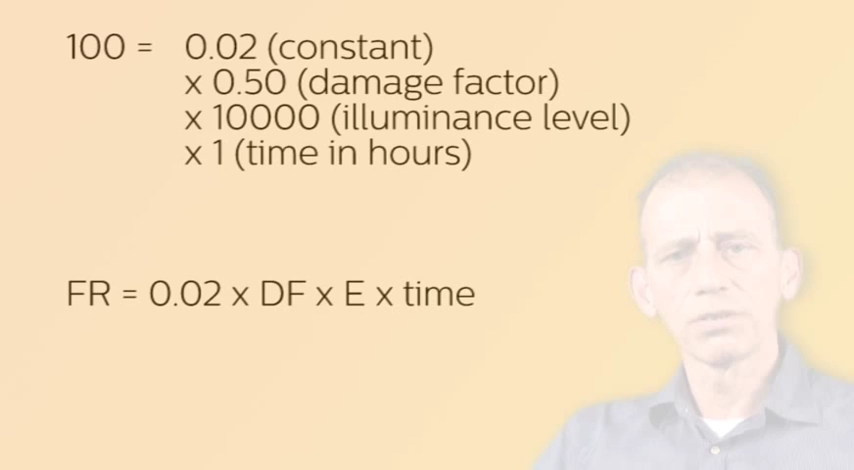 100 = 0.02 (constant)
x 0.50 (damage factor)
x 10000 (illuminance level)
x 1 (time in hours)
FR = 0.02 x DF x E x time